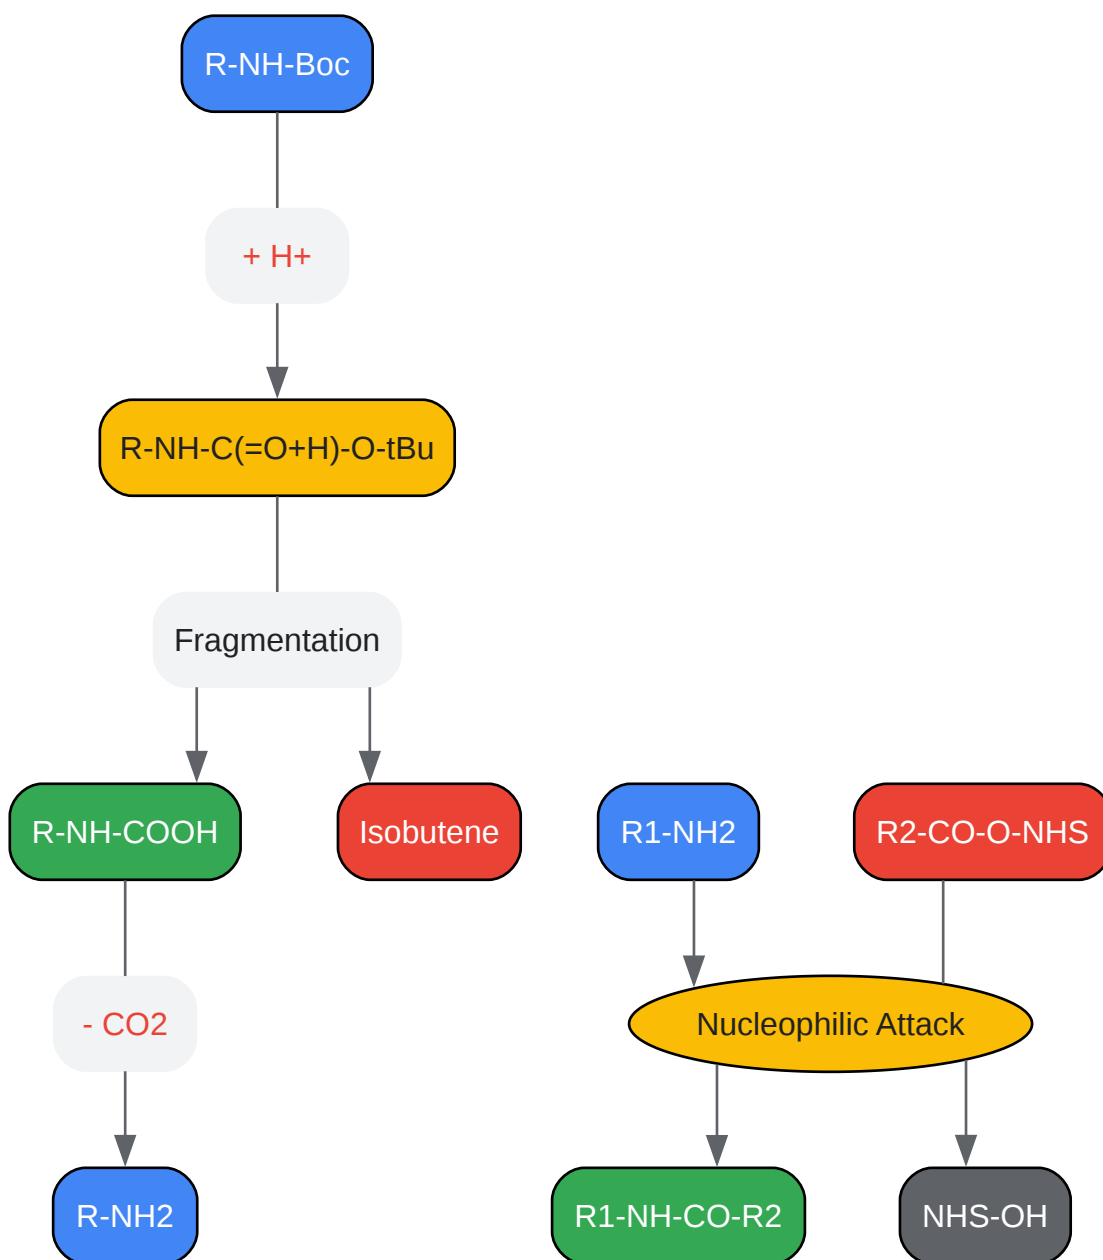 R-NH-Boc
+ H+
R-NH-C(=O+H)-O-tBu
Fragmentation
R-NH-COOH
Isobutene
R1-NH2
R2-CO-O-NHS
- CO2
Nucleophilic Attack
R-NH2
R1-NH-CO-R2
NHS-OH